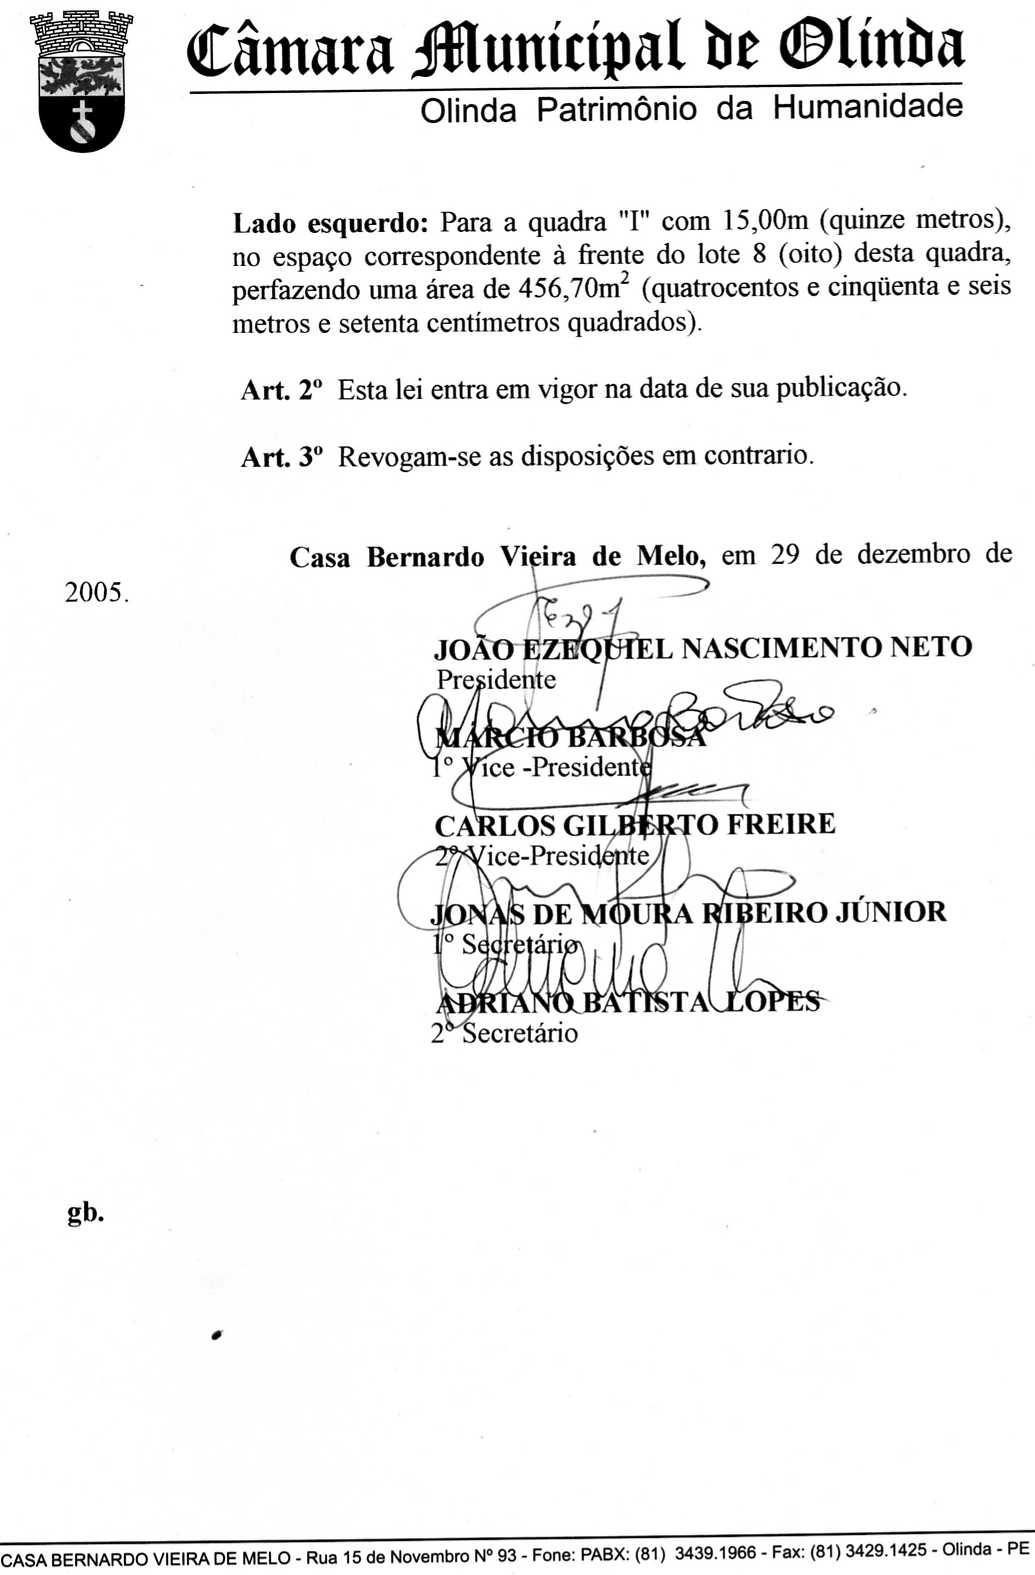 Câmara Municipal de Olinda
Olinda Patrimônio da Humanidade
Lado esquerdo: Para a quadra "I" com 15,00m (quinze metros),
no espaço correspondente à frente do lote 8 (oito) desta quadra,
perfazendo uma área de 456,70m² (quatrocentos e cinqüenta e seis
metros e setenta centímetros quadrados).
Art. 2º Esta lei entra em vigor na data de sua publicação.
Art. 3º Revogam-se as disposições em contrario.
Casa Bernardo Vieira de Melo, em 29 de dezembro de
2005.
JOÃO EZEQUIEL NASCIMENTO NETO
Presidente
MÁRCIO BARBOSA
1º Vice -Presidente
CARLOS GILBERTO FREIRE
2º Vice-Presidente
JONAS DE MOURA RIBEIRO JÚNIOR
1º Secretário
ADRIANO BATISTA LOPES
2º Secretário
gb.
CASA BERNARDO VIEIRA DE MELO - Rua 15 de Novembro Nº 93 - Fone: PABX: (81) 3439.1966 - Fax: (81) 3429.1425 - Olinda - PE